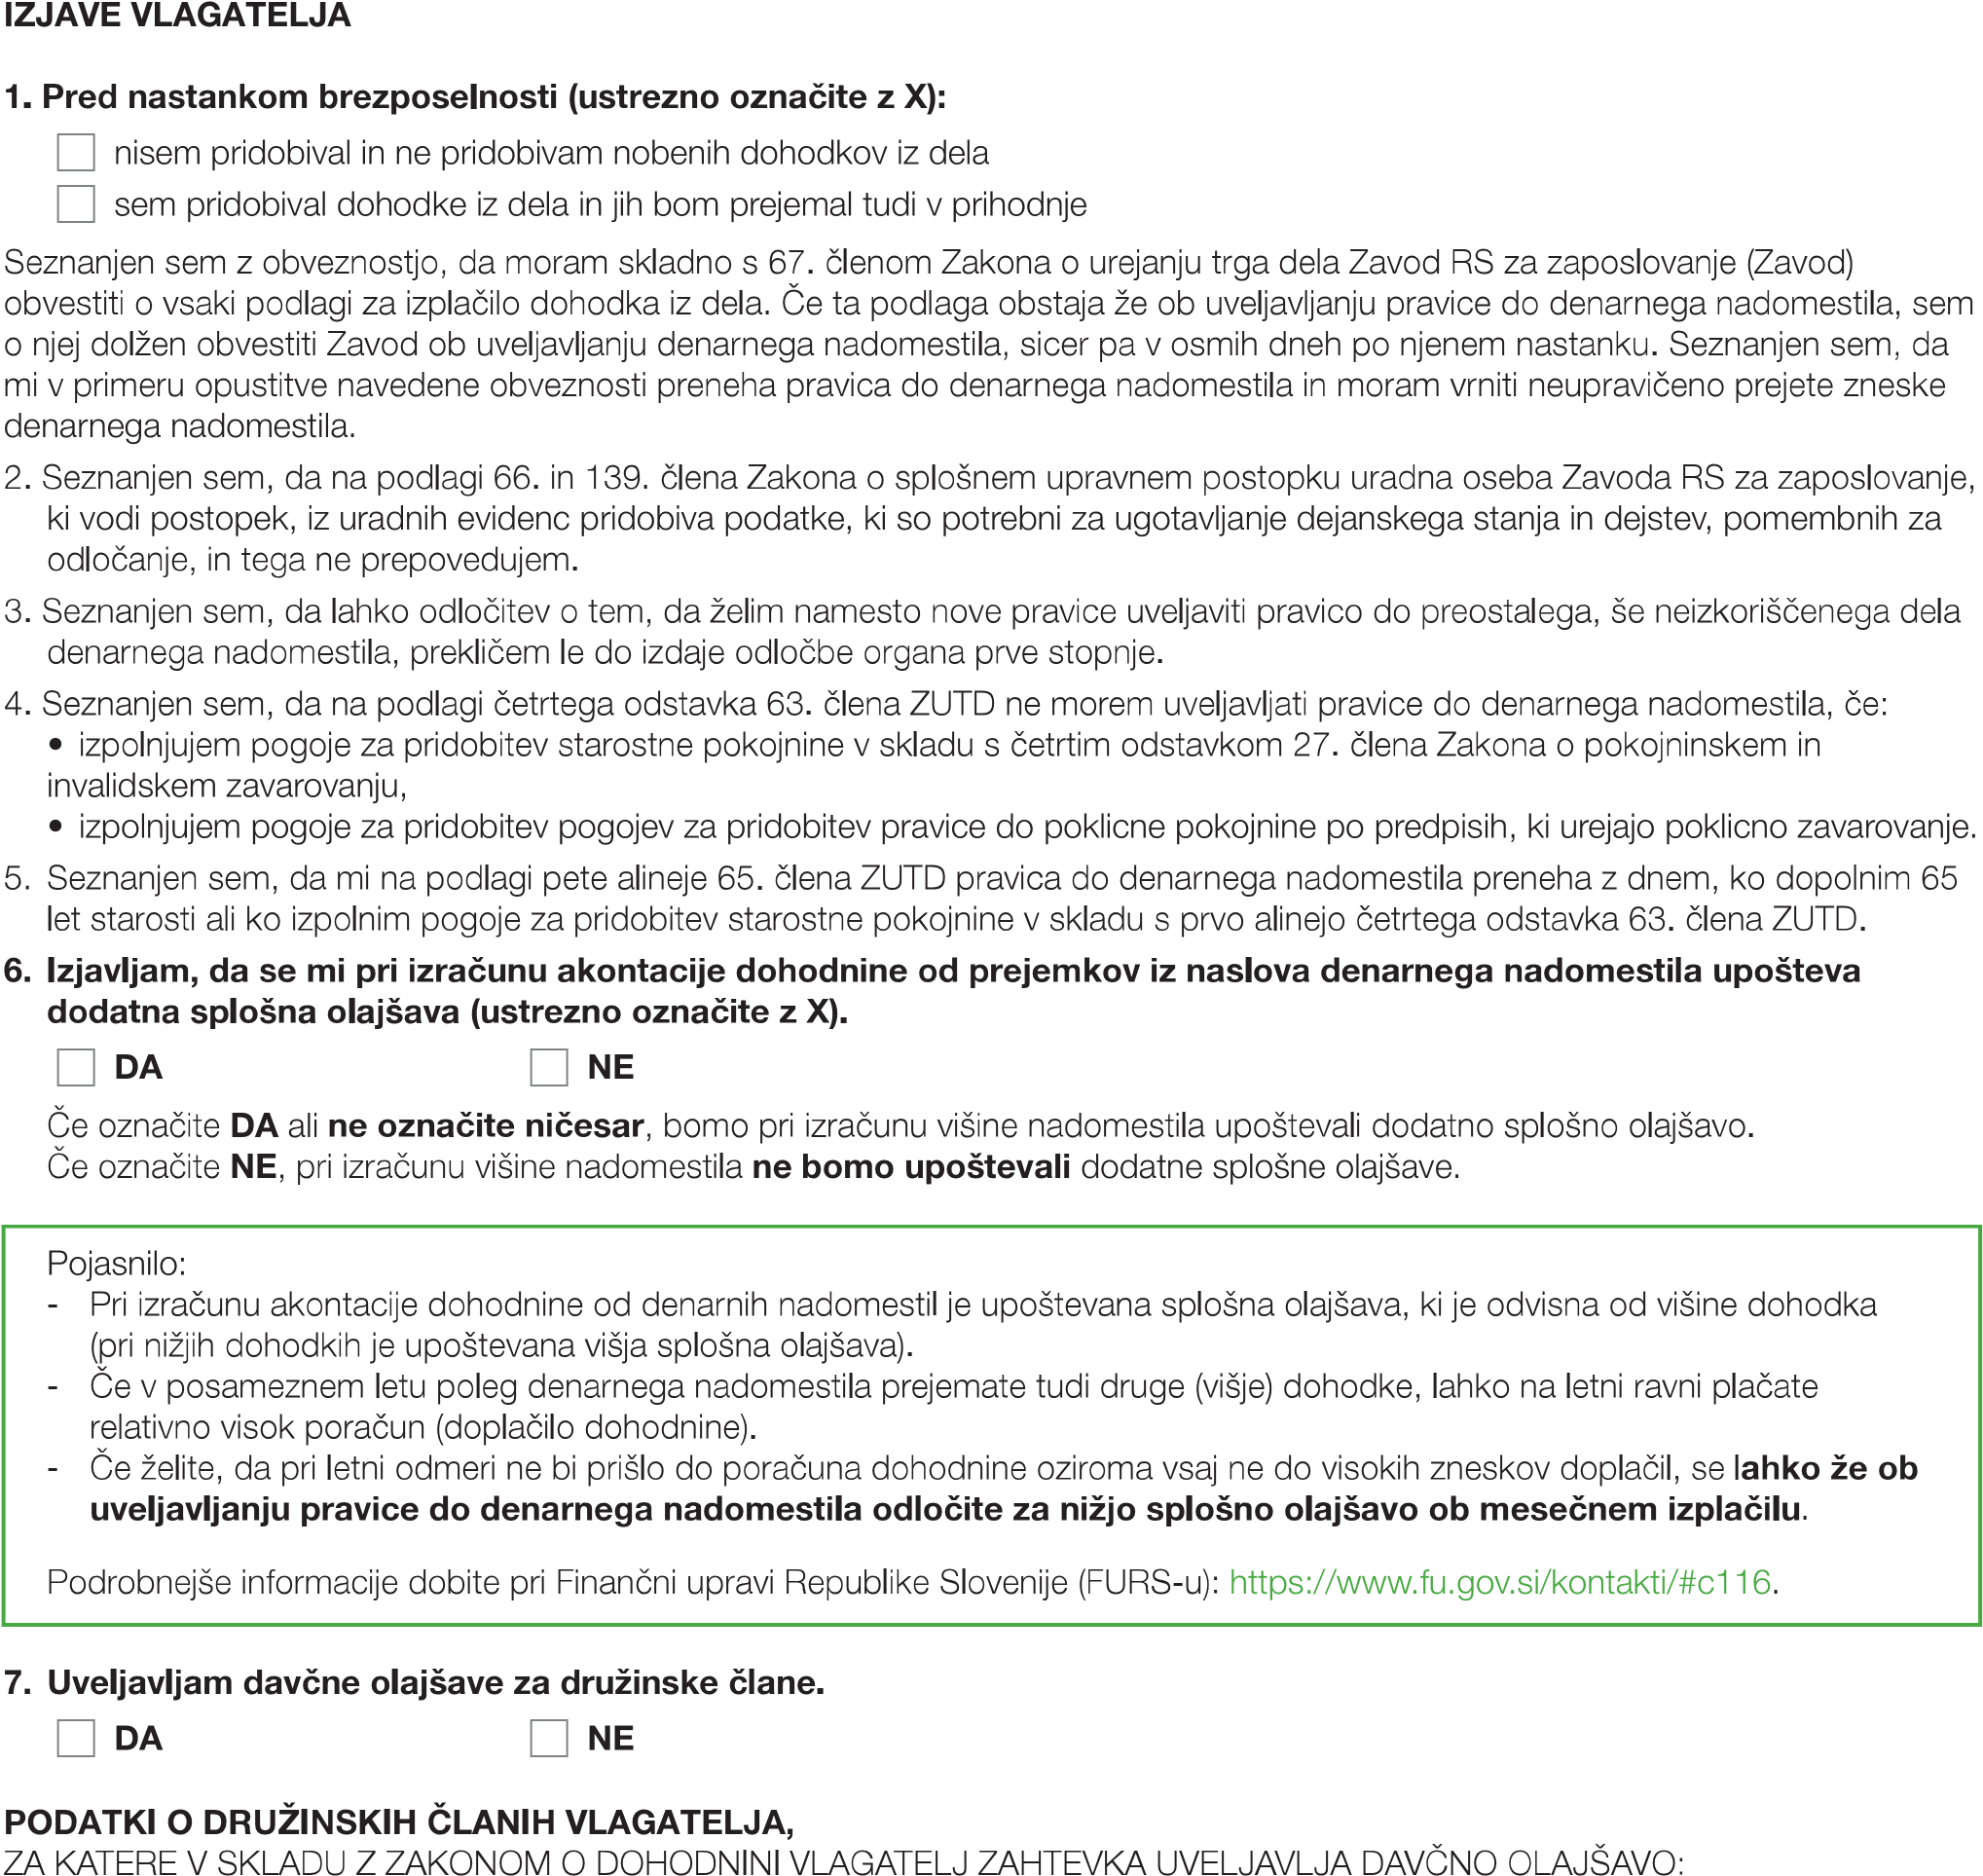 IZJAVE VLAGATELJA
1. Pred nastankom brezposelnosti (ustrezno označite z X):
nisem pridobival in ne pridobivam nobenih dohodkov iz dela
sem pridobival dohodke iz dela in jih bom prejemal tudi v prihodnje
Seznanjen sem z obveznostjo, da moram skladno s 67. členom Zakona o urejanju trga dela Zavod RS za zaposlovanje (Zavod)
obvestiti o vsaki podlagi za izplačilo dohodka iz dela. Če ta podlaga obstaja že ob uveljavljanju pravice do denarnega nadomestila, sem
o njej dolžen obvestiti Zavod ob uveljavljanju denarnega nadomestila, sicer pa v osmih dneh po njenem nastanku. Seznanjen sem, da
mi v primeru opustitve navedene obveznosti preneha pravica do denarnega nadomestila in moram vrniti neupravičeno prejete zneske
denarnega nadomestila.
2. Seznanjen sem, da na podlagi 66. in 139. člena Zakona o splošnem upravnem postopku uradna oseba Zavoda RS za zaposlovanje,
ki vodi postopek, iz uradnih evidenc pridobiva podatke, ki so potrebni za ugotavljanje dejanskega stanja in dejstev, pomembnih za
odločanje, in tega ne prepovedujem.
3. Seznanjen sem, da lahko odločitev o tem, da želim namesto nove pravice uveljaviti pravico do preostalega, še neizkoriščenega dela
denarnega nadomestila, prekličem le do izdaje odločbe organa prve stopnje.
4. Seznanjen sem, da na podlagi četrtega odstavka 63. člena ZUTD ne morem uveljavljati pravice do denarnega nadomestila, če:
• izpolnjujem pogoje za pridobitev starostne pokojnine v skladu s četrtim odstavkom 27. člena Zakona o pokojninskem in
invalidskem zavarovanju,
• izpolnjujem pogoje za pridobitev pogojev za pridobitev pravice do poklicne pokojnine po predpisih, ki urejajo poklicno zavarovanje.
5. Seznanjen sem, da mi na podlagi pete alineje 65. člena ZUTD pravica do denarnega nadomestila preneha z dnem, ko dopolnim 65
let starosti ali ko izpolnim pogoje za pridobitev starostne pokojnine v skladu s prvo alinejo četrtega odstavka 63. člena ZUTD.
6. Izjavljam, da se mi pri izračunu akontacije dohodnine od prejemkov iz naslova denarnega nadomestila upošteva
dodatna splošna olajšava (ustrezno označite z X).
DA NE
Če označite DA ali ne označite ničesar, bomo pri izračunu višine nadomestila upoštevali dodatno splošno olajšavo.
Če označite NE, pri izračunu višine nadomestila ne bomo upoštevali dodatne splošne olajšave.
Pojasnilo:
- Pri izračunu akontacije dohodnine od denarnih nadomestil je upoštevana splošna olajšava, ki je odvisna od višine dohodka
(pri nižjih dohodkih je upoštevana višja splošna olajšava).
- Če v posameznem letu poleg denarnega nadomestila prejemate tudi druge (višje) dohodke, lahko na letni ravni plačate
relativno visok poračun (doplačilo dohodnine).
- Če želite, da pri letni odmeri ne bi prišlo do poračuna dohodnine oziroma vsaj ne do visokih zneskov doplačil, se lahko že ob
uveljavljanju pravice do denarnega nadomestila odločite za nižjo splošno olajšavo ob mesečnem izplačilu.
Podrobnejše informacije dobite pri Finančni upravi Republike Slovenije (FURS-u): https://www.fu.gov.si/kontakti/#c116.
7. Uveljavljam davčne olajšave za družinske člane.
DA NE
PODATKI O DRUŽINSKIH ČLANIH VLAGATELJA,
ZA KATERE V SKLADU Z ZAKONOM O DOHODNINI VLAGATELJ ZAHTEVKA UVELJAVLJA DAVČNO OLAJŠAVO: